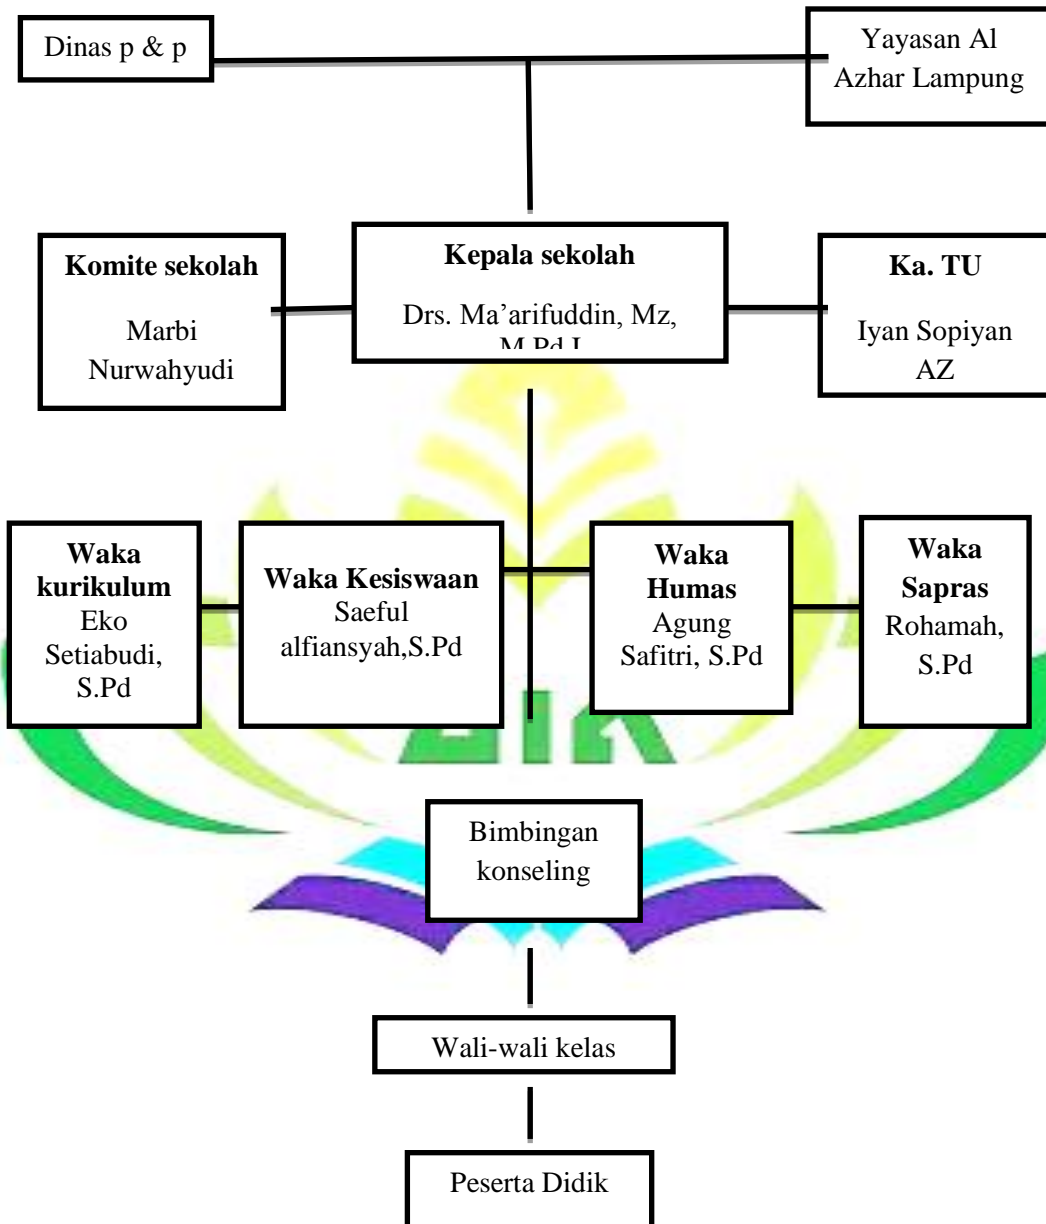 Dinas p & p
Yayasan Al
Azhar Lampung
Komite sekolah
Marbi
Nurwahyudi
Kepala sekolah
Drs. Ma’arifuddin, Mz,
M.Pd.I
Ka. TU
Iyan Sopiyan
AZ
Waka
kurikulum
Eko
Setiabudi,
S.Pd
Waka Kesiswaan
Saeful
alfiansyah,S.Pd
Waka
Humas
Agung
Safitri, S.Pd
Waka
Sapras
Rohamah,
S.Pd
Bimbingan
konseling
Wali-wali kelas
Peserta Didik